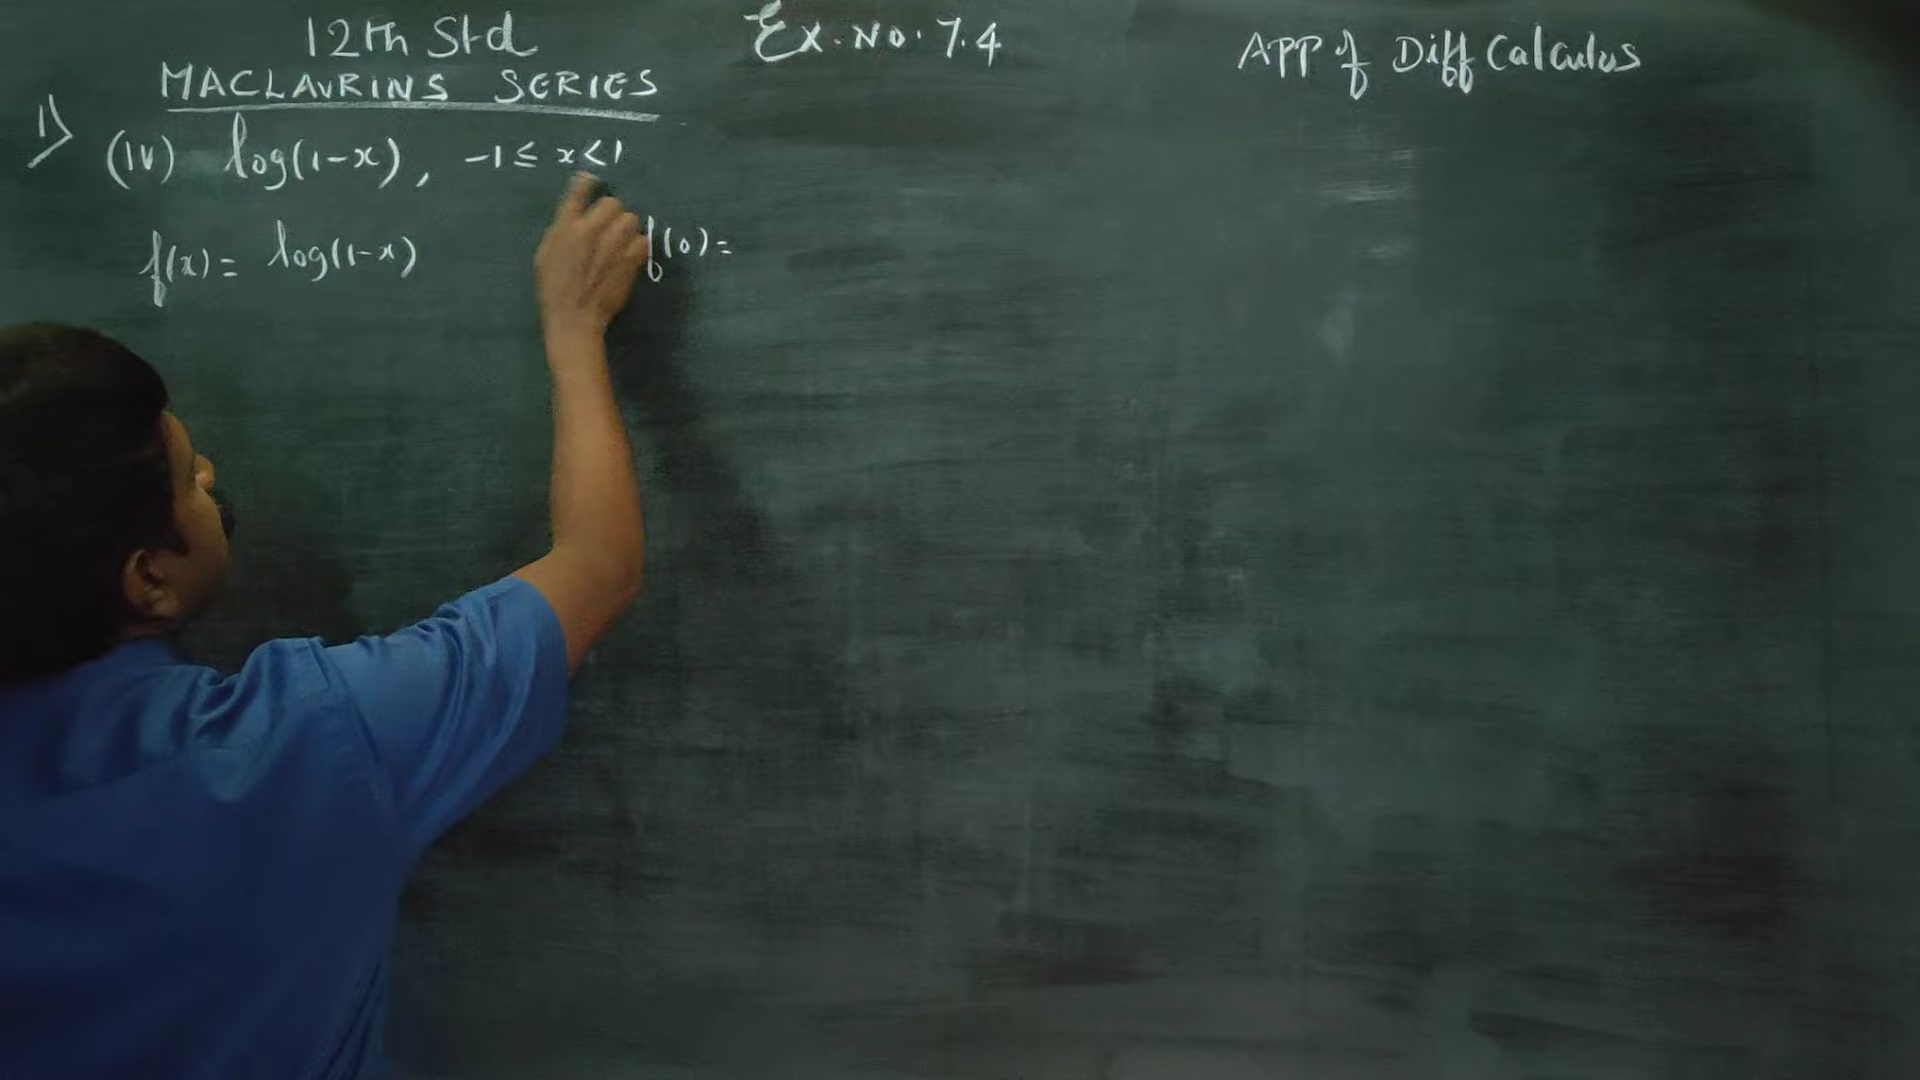 12th Std
Ex. No. 7.4
APP of Diff Calculus
MACLAURINS SERIES
1) (iv) log(1-x), -1 ≤ x < 1
f(x) = log(1-x)
f(0) =